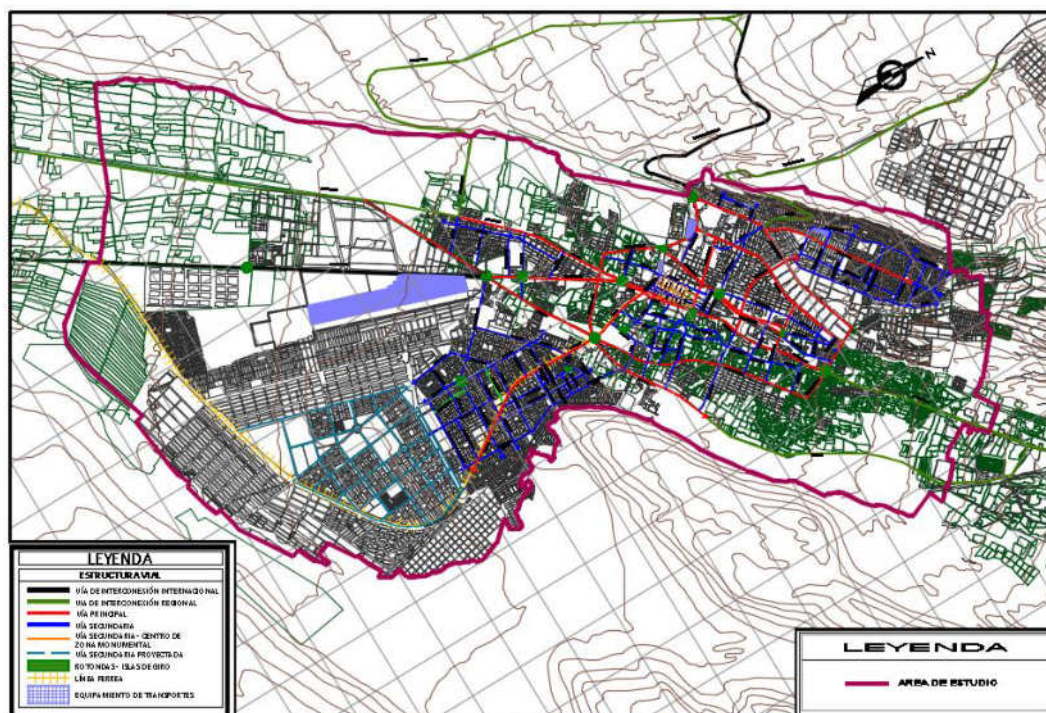 N
LEYENDA
ESTRUCTURA VIAL
VÍA DE INTERCONEXIÓN INTERNACIONAL
VIA DE INTERCONEXIÓN REGIONAL
VÍA PRINCIPAL
VÍA SECUNDARIA
VÍA SECUNDARIA - CENTRO DE
ZONA MONUMENTAL
VÍA SECUNDARIA PROYECTADA
ROTONDAS - ISLAS DE GIRO
LÍNEA FERREA
EQUIPAMIENTO DE TRANSPORTES
LEYENDA
AREA DE ESTUDIO